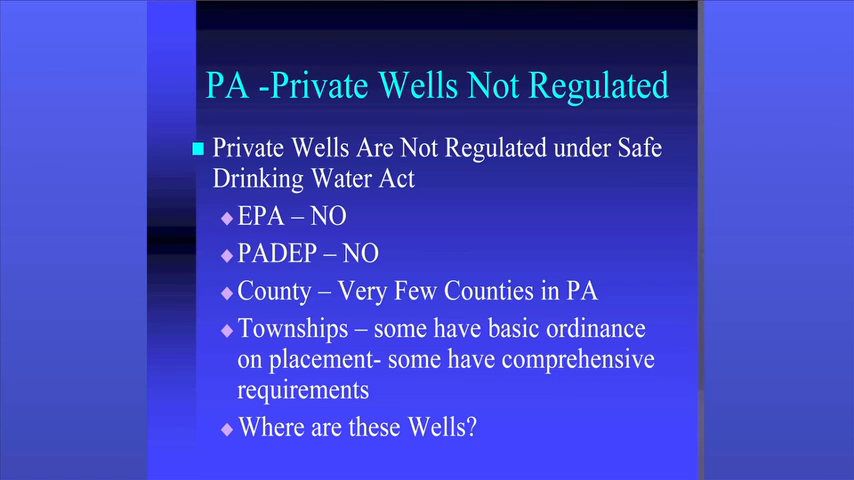 PA -Private Wells Not Regulated
Private Wells Are Not Regulated under Safe
Drinking Water Act
EPA – NO
PADEP – NO
County – Very Few Counties in PA
Townships – some have basic ordinance
on placement- some have comprehensive
requirements
Where are these Wells?